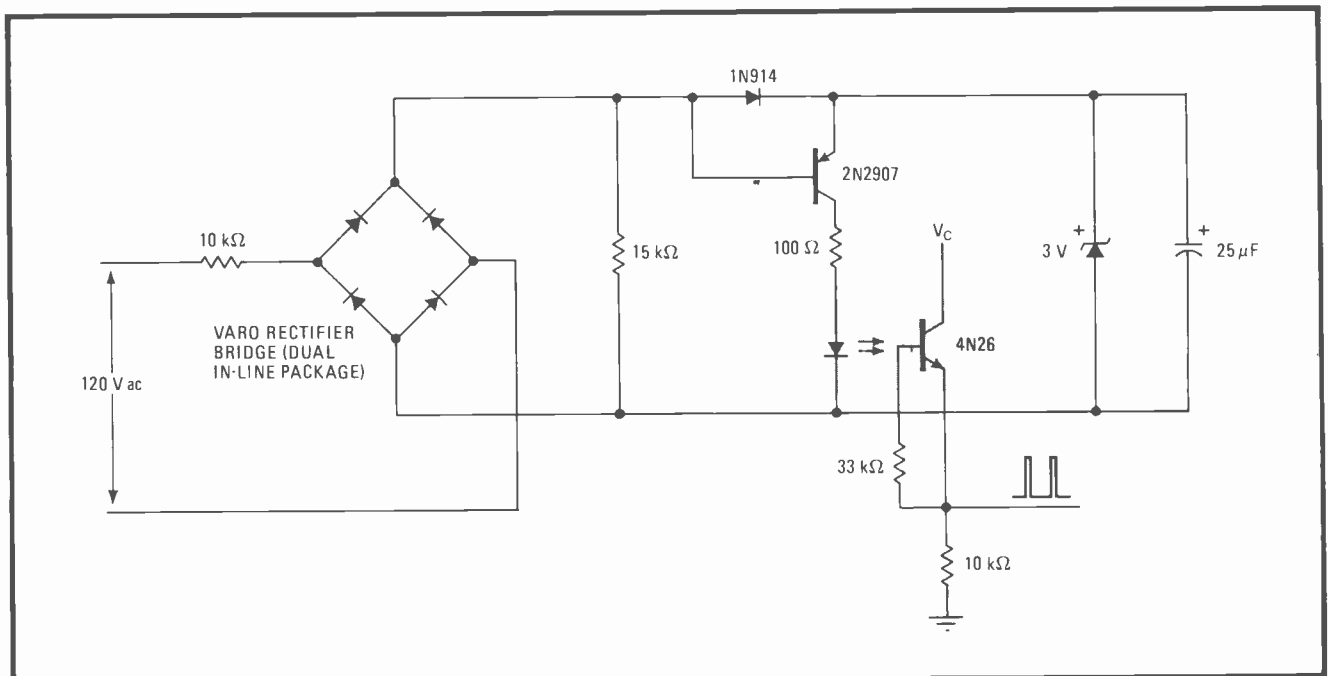 1N914
2N2907
10 kΩ
15 kΩ
100 Ω
V_C
3 V
+
+
25 μF
4N26
VARO RECTIFIER
BRIDGE (DUAL
IN-LINE PACKAGE)
120 V ac
33 kΩ
10 kΩ